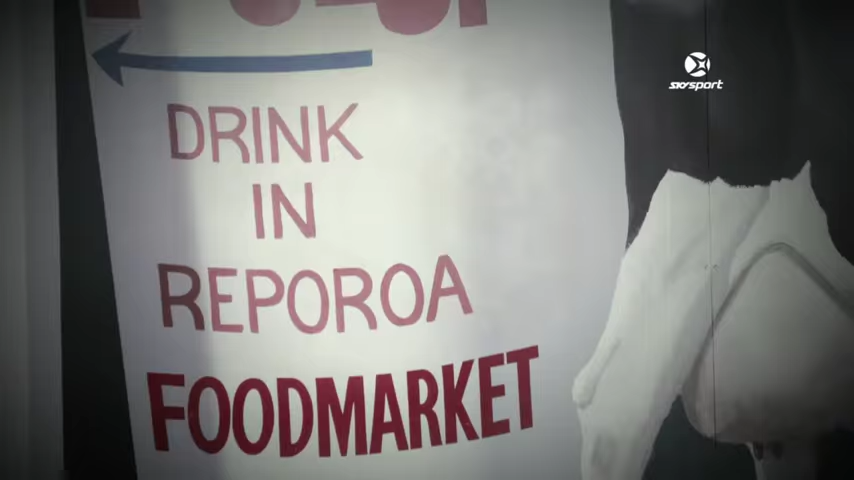 sky sport
DRINK
IN
REPOROA
FOODMARKET